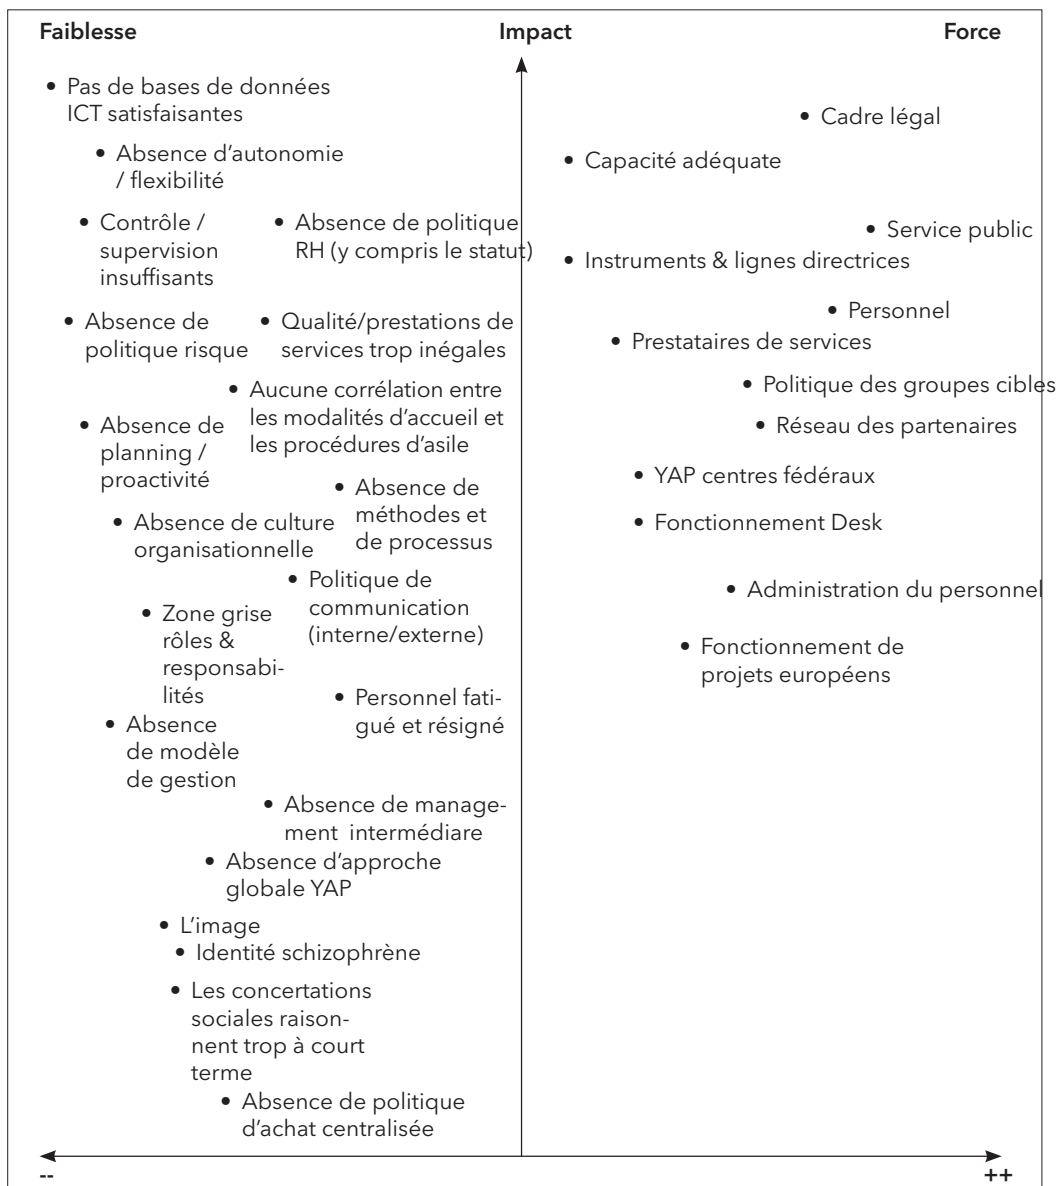 Faiblesse
Impact
Force
• Pas de bases de données
ICT satisfaisantes
• Absence d'autonomie
/ flexibilité
• Contrôle /
supervision
insuffisants
• Absence de politique
RH (y compris le statut)
• Absence de
politique risque
• Qualité/prestations de
services trop inégales
• Aucune corrélation entre
les modalités d'accueil et
les procédures d'asile
• Absence de
planning /
proactivité
• Absence de
méthodes et
de processus
• Absence de culture
organisationnelle
• Politique de
communication
(interne/externe)
• Zone grise
rôles &
responsabi-
lités
• Personnel fati-
gué et résigné
• Absence
de modèle
de gestion
• Absence de manage-
ment intermédiare
• Absence d'approche
globale YAP
• L'image
• Identité schizophrène
• Les concertations
sociales raison-
nent trop à court
terme
• Absence de politique
d'achat centralisée
• Cadre légal
• Capacité adéquate
• Service public
• Instruments & lignes directrices
• Personnel
• Prestataires de services
• Politique des groupes cibles
• Réseau des partenaires
• YAP centres fédéraux
• Fonctionnement Desk
• Administration du personnel
• Fonctionnement de
projets européens
--
++